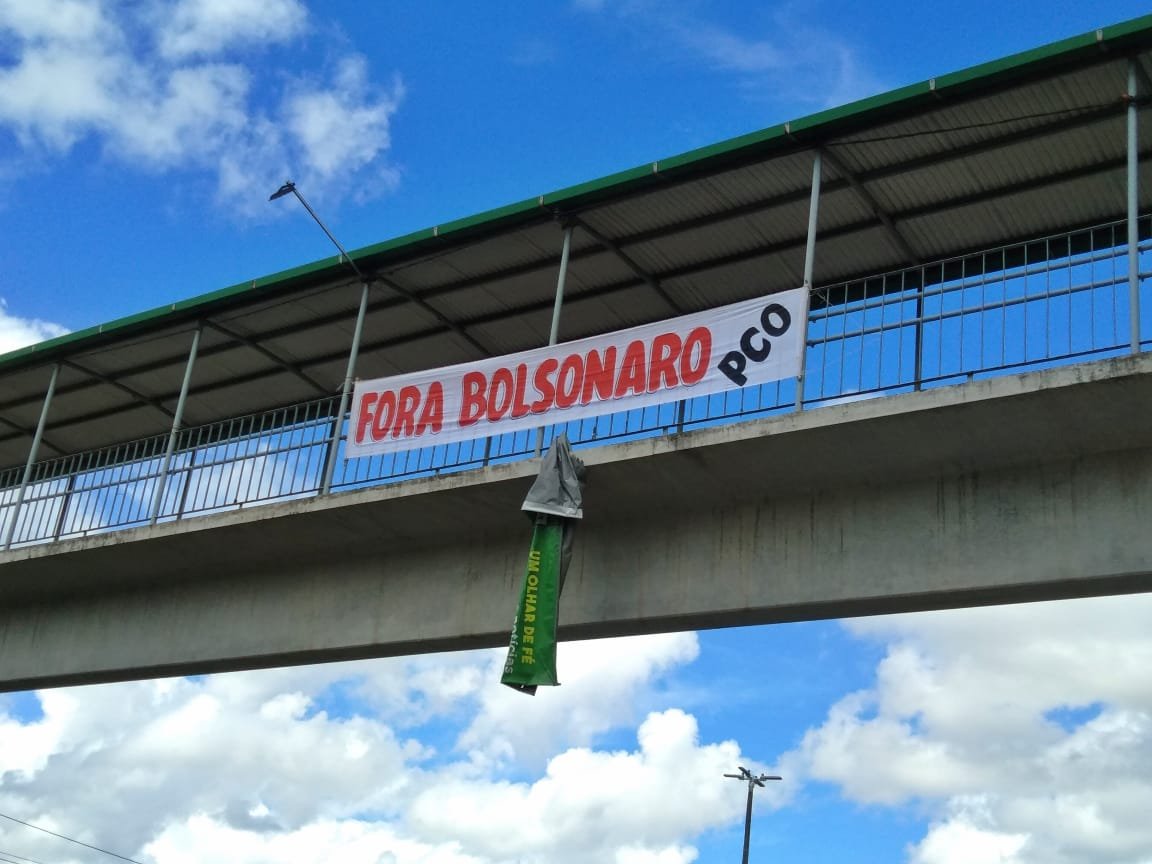 FORA BOLSONARO PCO
UM OLHAR DE FÉ